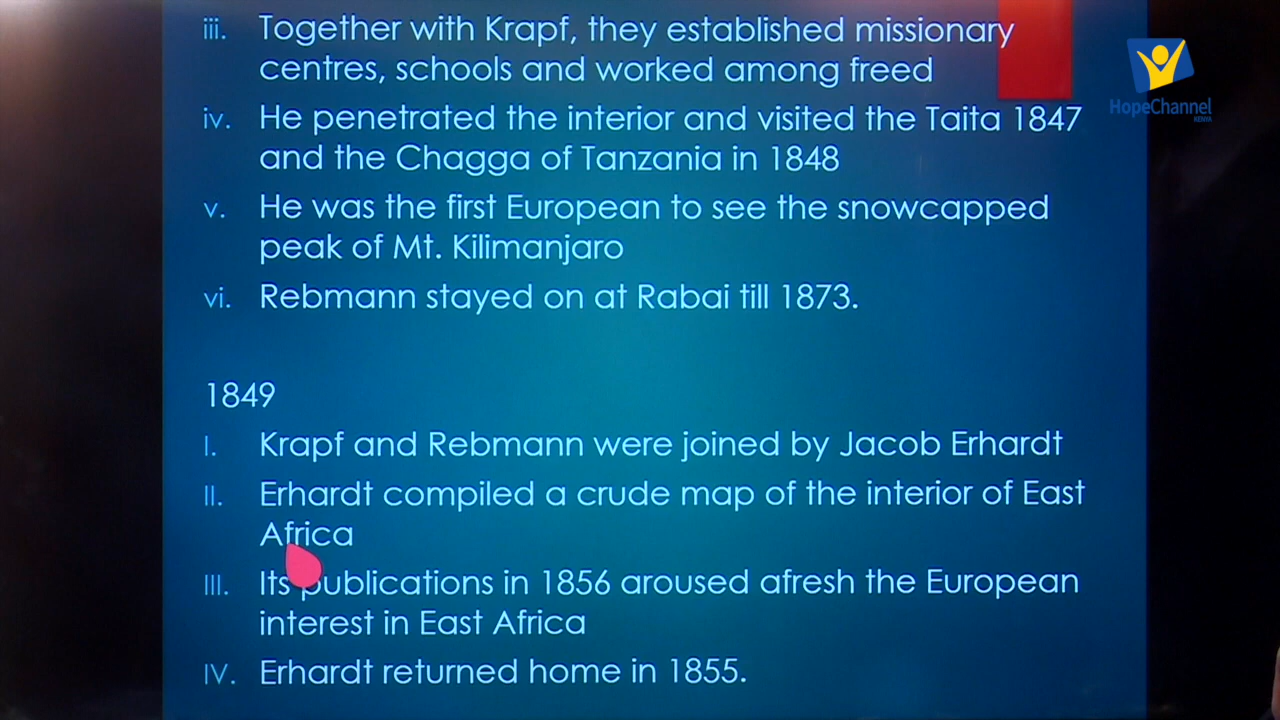 iii. Together with Krapf, they established missionary
centres, schools and worked among freed
HopeChannel
KENYA
iv. He penetrated the interior and visited the Taita 1847
and the Chagga of Tanzania in 1848
v. He was the first European to see the snowcapped
peak of Mt. Kilimanjaro
vi. Rebmann stayed on at Rabai till 1873.
1849
I. Krapf and Rebmann were joined by Jacob Erhardt
II. Erhardt compiled a crude map of the interior of East
Africa
III. Its publications in 1856 aroused afresh the European
interest in East Africa
IV. Erhardt returned home in 1855.